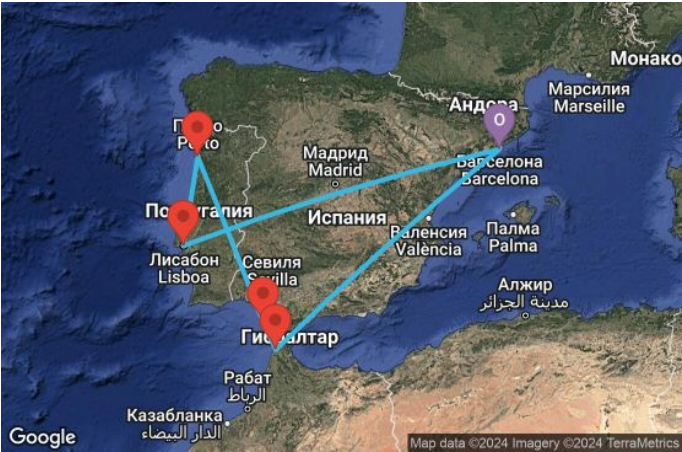 Монако
Марсилия
Marseille
Андора
O
Порто
Porto
Мадрид
Madrid
Барселона
Barcelona
Португалия
Испания
Валенсия
València
Палма
Palma
Лисабон
Lisboa
Севиля
Sevilla
Алжир
مدينة الجزائر
Гибралтар
Рабат
الرباط
Казабланка
الدار البيضاء
Google
Map data ©2024 Imagery ©2024 TerraMetrics